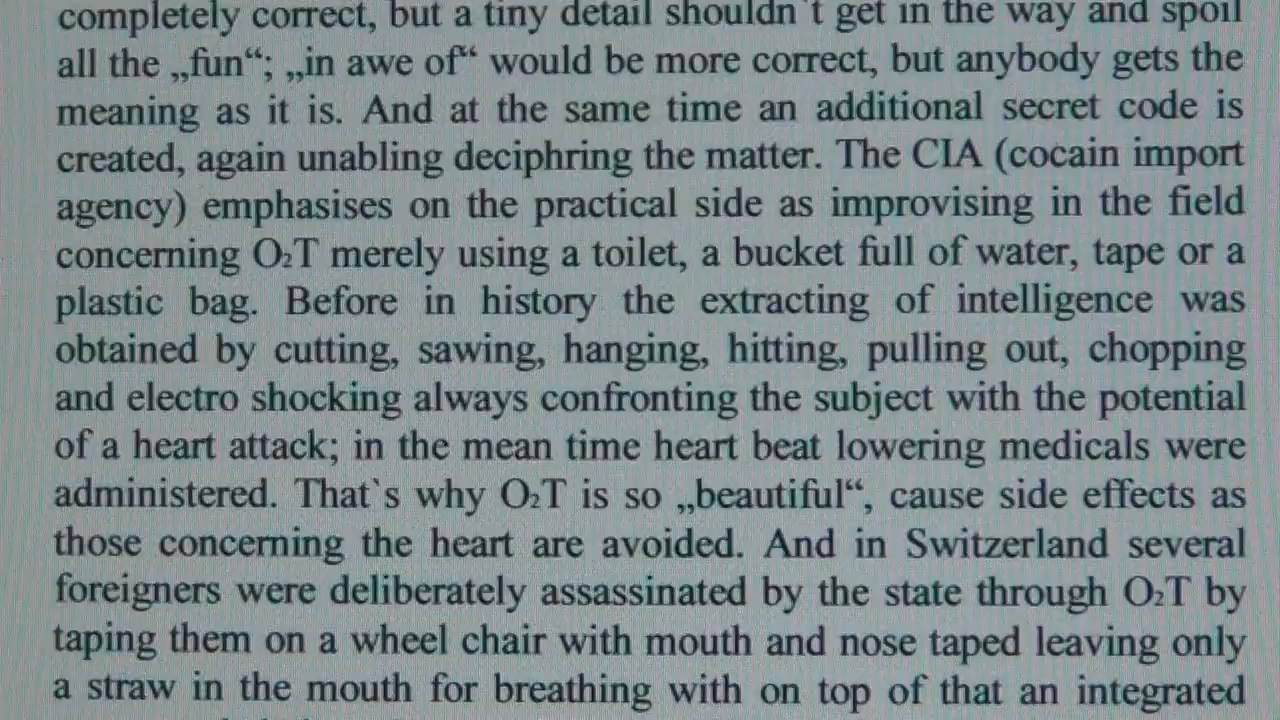 completely correct, but a tiny detail shouldn`t get in the way and spoil
all the „fun“; „in awe of“ would be more correct, but anybody gets the
meaning as it is. And at the same time an additional secret code is
created, again unabling deciphring the matter. The CIA (cocain import
agency) emphasises on the practical side as improvising in the field
concerning O₂T merely using a toilet, a bucket full of water, tape or a
plastic bag. Before in history the extracting of intelligence was
obtained by cutting, sawing, hanging, hitting, pulling out, chopping
and electro shocking always confronting the subject with the potential
of a heart attack; in the mean time heart beat lowering medicals were
administered. That`s why O₂T is so „beautiful“, cause side effects as
those concerning the heart are avoided. And in Switzerland several
foreigners were deliberately assassinated by the state through O₂T by
taping them on a wheel chair with mouth and nose taped leaving only
a straw in the mouth for breathing with on top of that an integrated